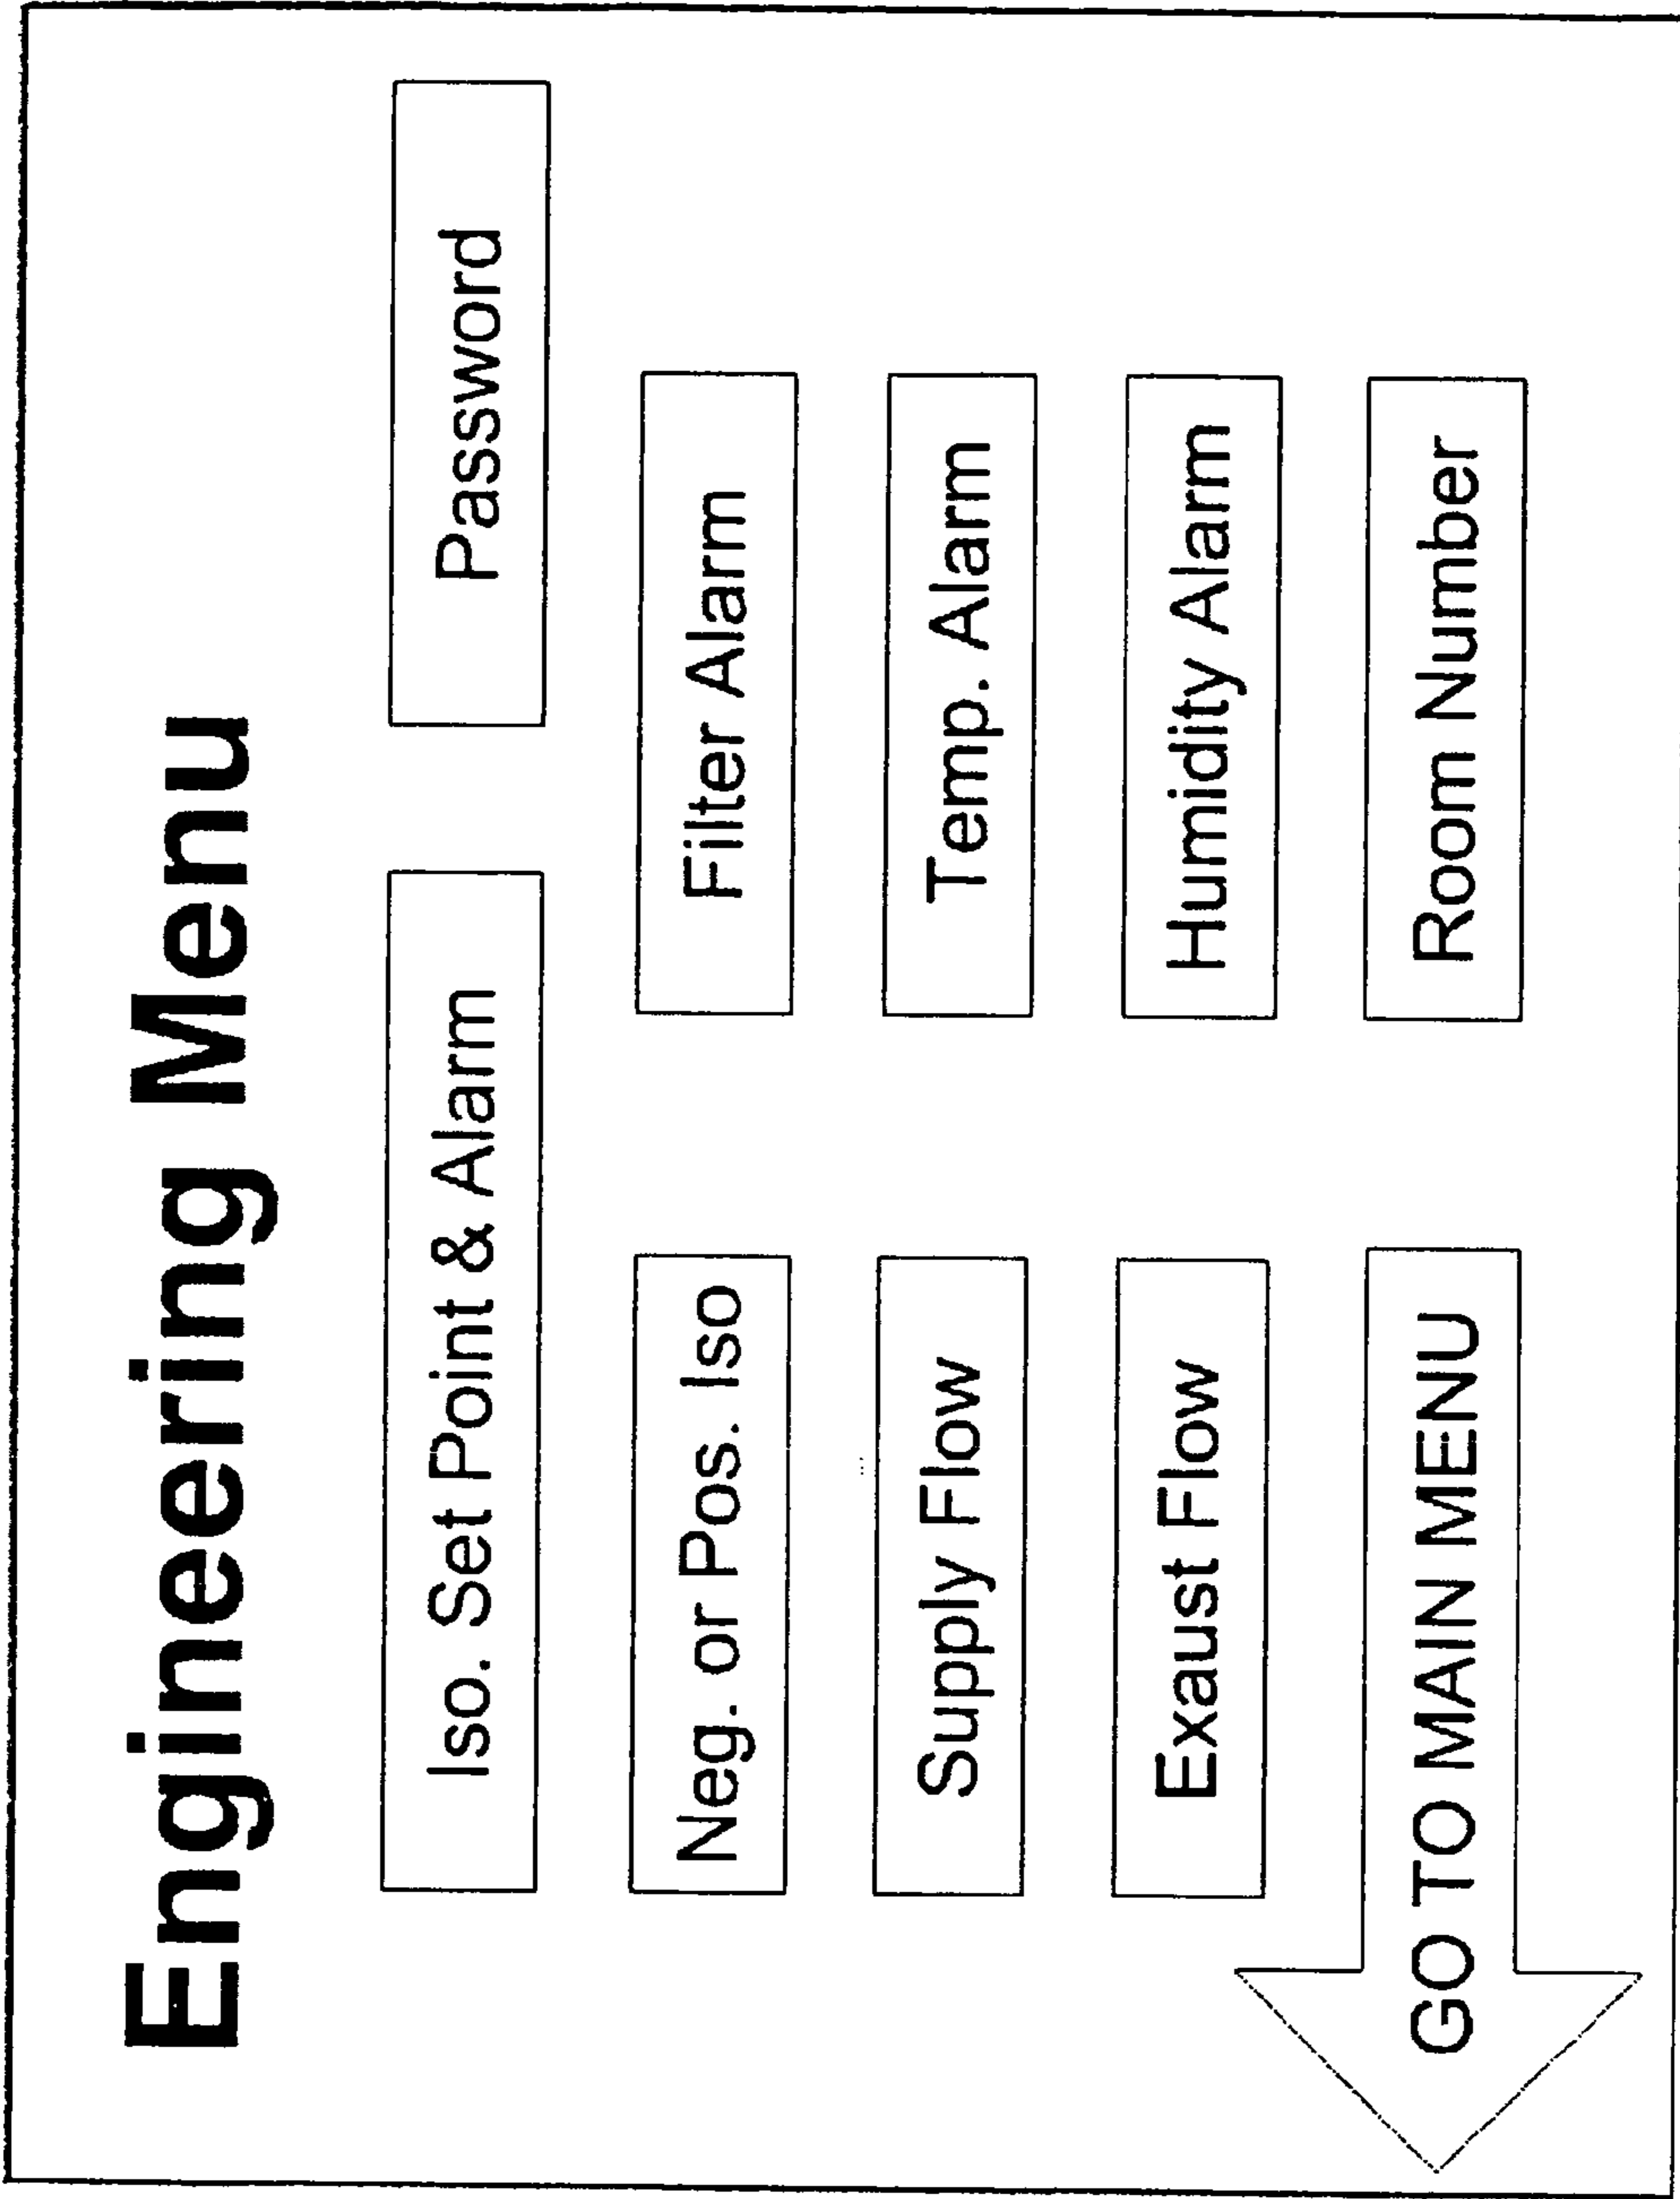 Engineering Menu
Iso. Set Point & Alarm
Password
Neg. or Pos. Iso
Filter Alarm
Supply Flow
Temp. Alarm
Exaust Flow
Humidity Alarm
GO TO MAIN MENU
Room Number